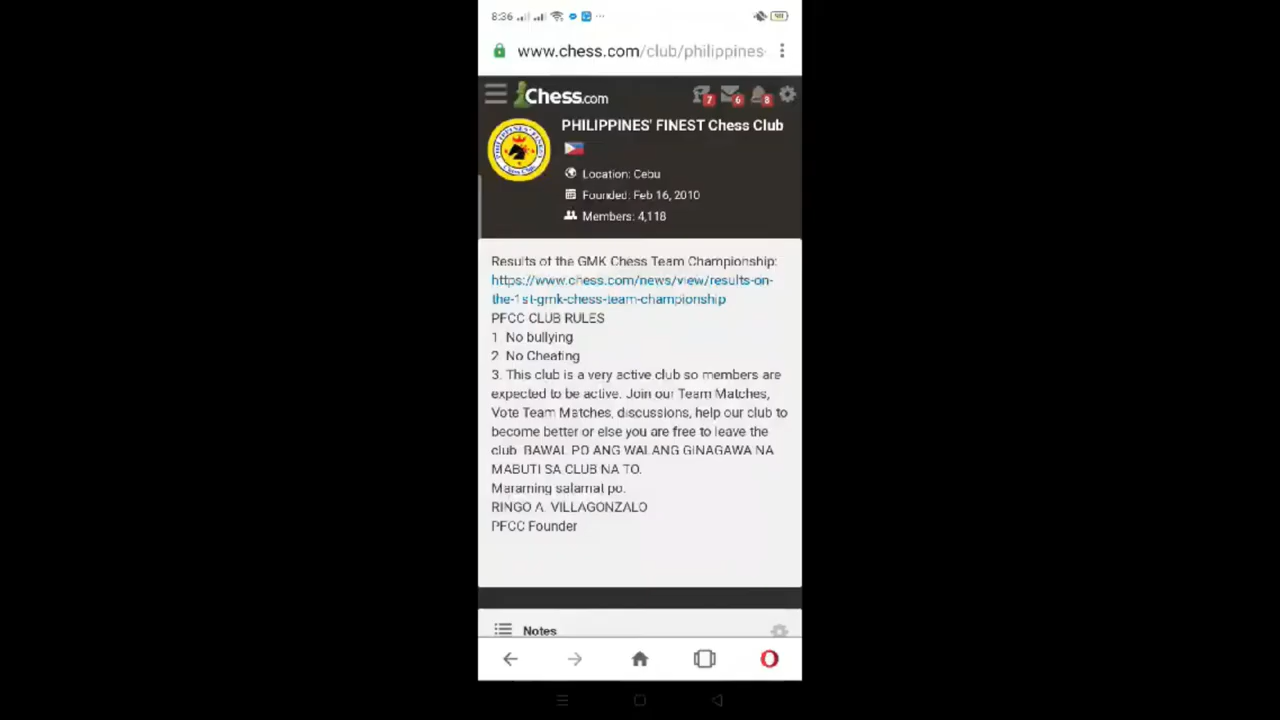 8:36
90
www.chess.com/club/philippines
Chess.com
7 6 8
PHILIPPINES' FINEST Chess Club
Location: Cebu
Founded: Feb 16, 2010
Members: 4,118
Results of the GMK Chess Team Championship:
https://www.chess.com/news/view/results-on-
the-1st-gmk-chess-team-championship
PFCC CLUB RULES
1. No bullying
2. No Cheating
3. This club is a very active club so members are
expected to be active. Join our Team Matches,
Vote Team Matches, discussions, help our club to
become better or else you are free to leave the
club. BAWAL PO ANG WALANG GINAGAWA NA
MABUTI SA CLUB NA TO.
Maraming salamat po.
RINGO A. VILLAGONZALO
PFCC Founder
Notes